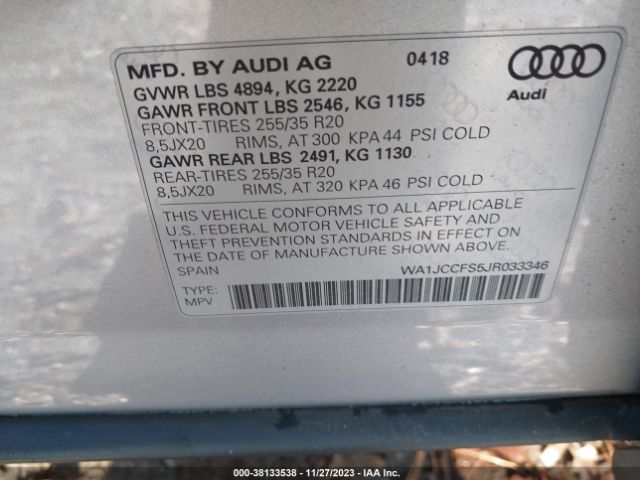 MFD. BY AUDI AG 0418
GVWR LBS 4894, KG 2220
GAWR FRONT LBS 2546, KG 1155
FRONT-TIRES 255/35 R20
8,5JX20 RIMS, AT 300 KPA 44 PSI COLD
GAWR REAR LBS 2491, KG 1130
REAR-TIRES 255/35 R20
8,5JX20 RIMS, AT 320 KPA 46 PSI COLD
Audi
THIS VEHICLE CONFORMS TO ALL APPLICABLE
U.S. FEDERAL MOTOR VEHICLE SAFETY AND
THEFT PREVENTION STANDARDS IN EFFECT ON
THE DATE OF MANUFACTURE SHOWN ABOVE.
SPAIN WA1JCCFS5JR033346
TYPE:
MPV
000-38133538 - 11/27/2023 - IAA Inc.